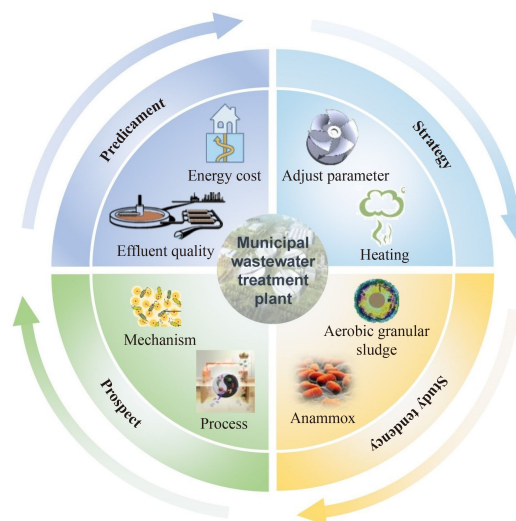 Predicament
Energy cost
Effluent quality
Strategy
Adjust parameter
Heating
Municipal
wastewater
treatment
plant
Mechanism
Process
Prospect
Aerobic granular
sludge
Anammox
Study tendency